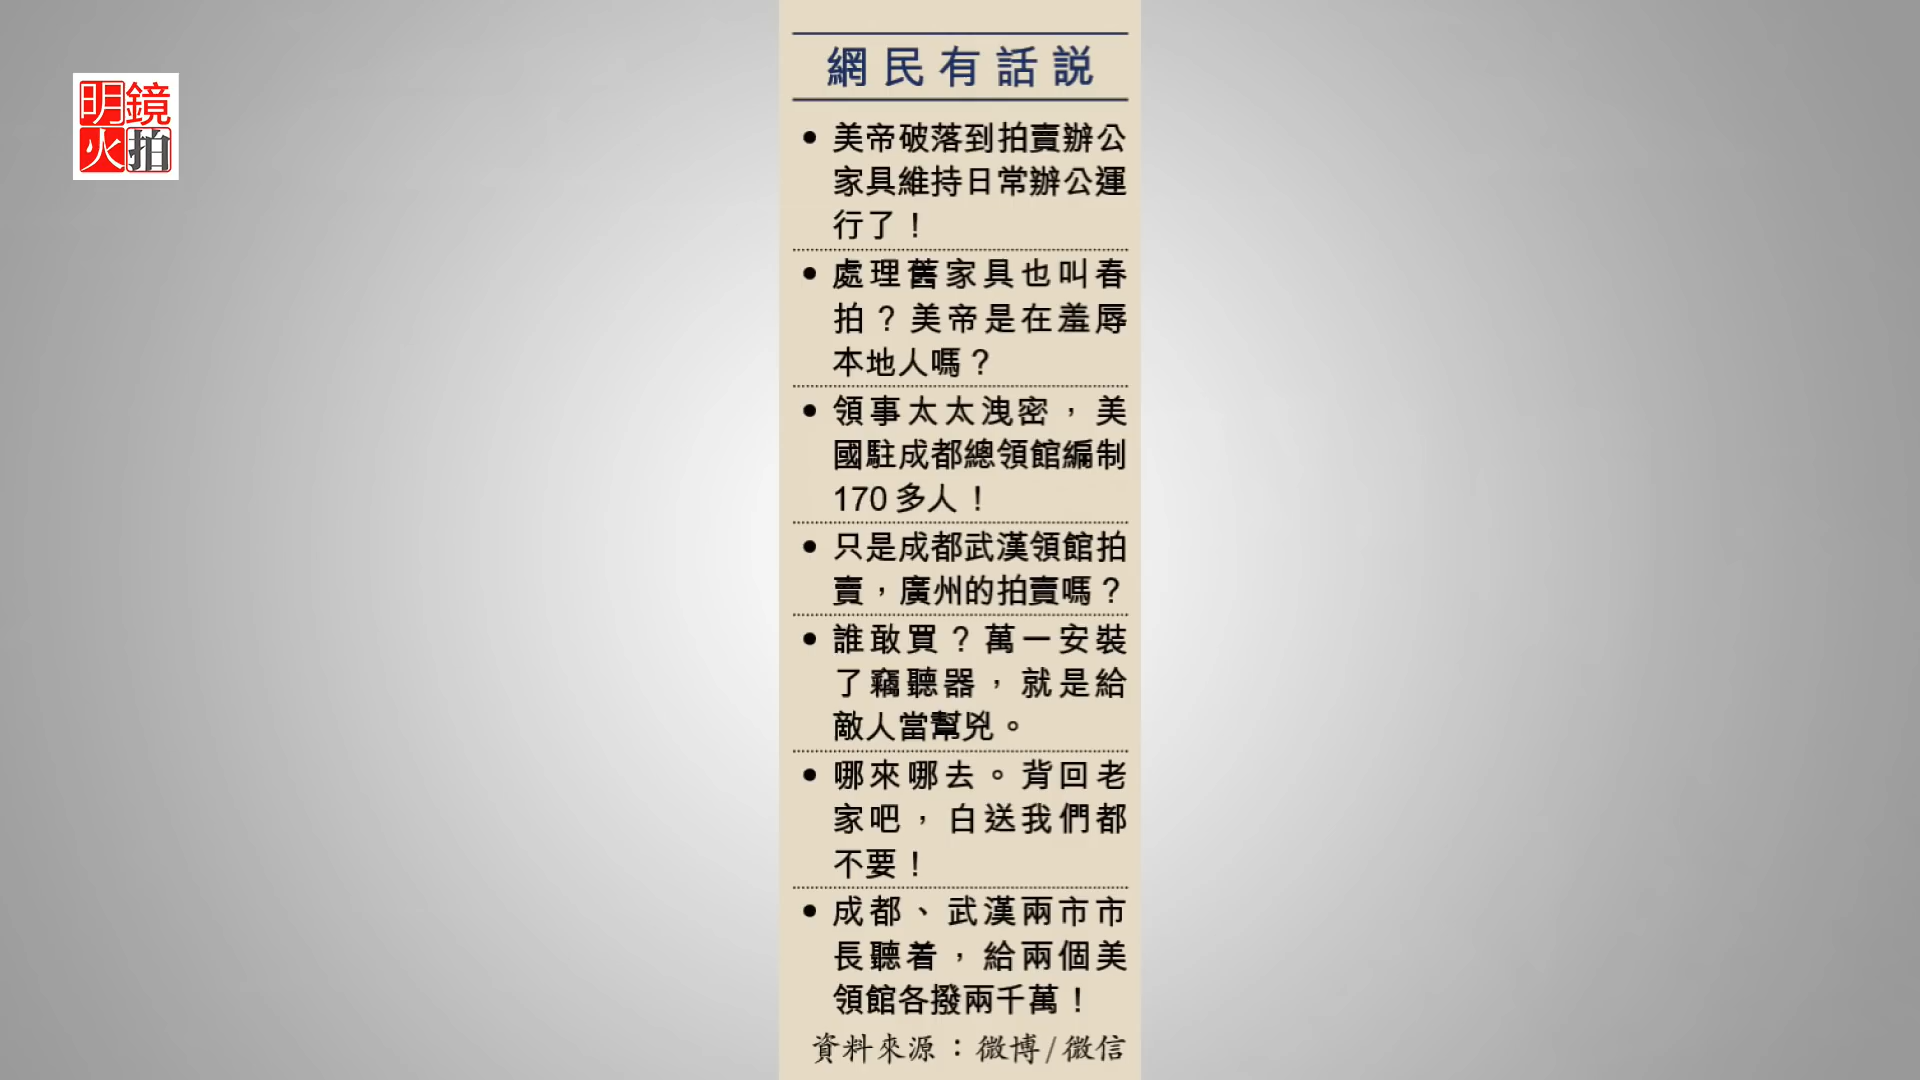 明鏡
火拍
網民有話説
• 美帝破落到拍賣辦公
家具維持日常辦公運
行了！
• 處理舊家具也叫春
拍？美帝是在羞辱
本地人嗎？
• 領事太太洩密，美
國駐成都總領館編制
170多人！
• 只是成都武漢領館拍
賣，廣州的拍賣嗎？
• 誰敢買？萬一安裝
了竊聽器，就是給
敵人當幫兇。
• 哪來哪去。背回老
家吧，白送我們都
不要！
• 成都、武漢兩市市
長聽着，給兩個美
領館各撥兩千萬！
資料來源：微博/微信